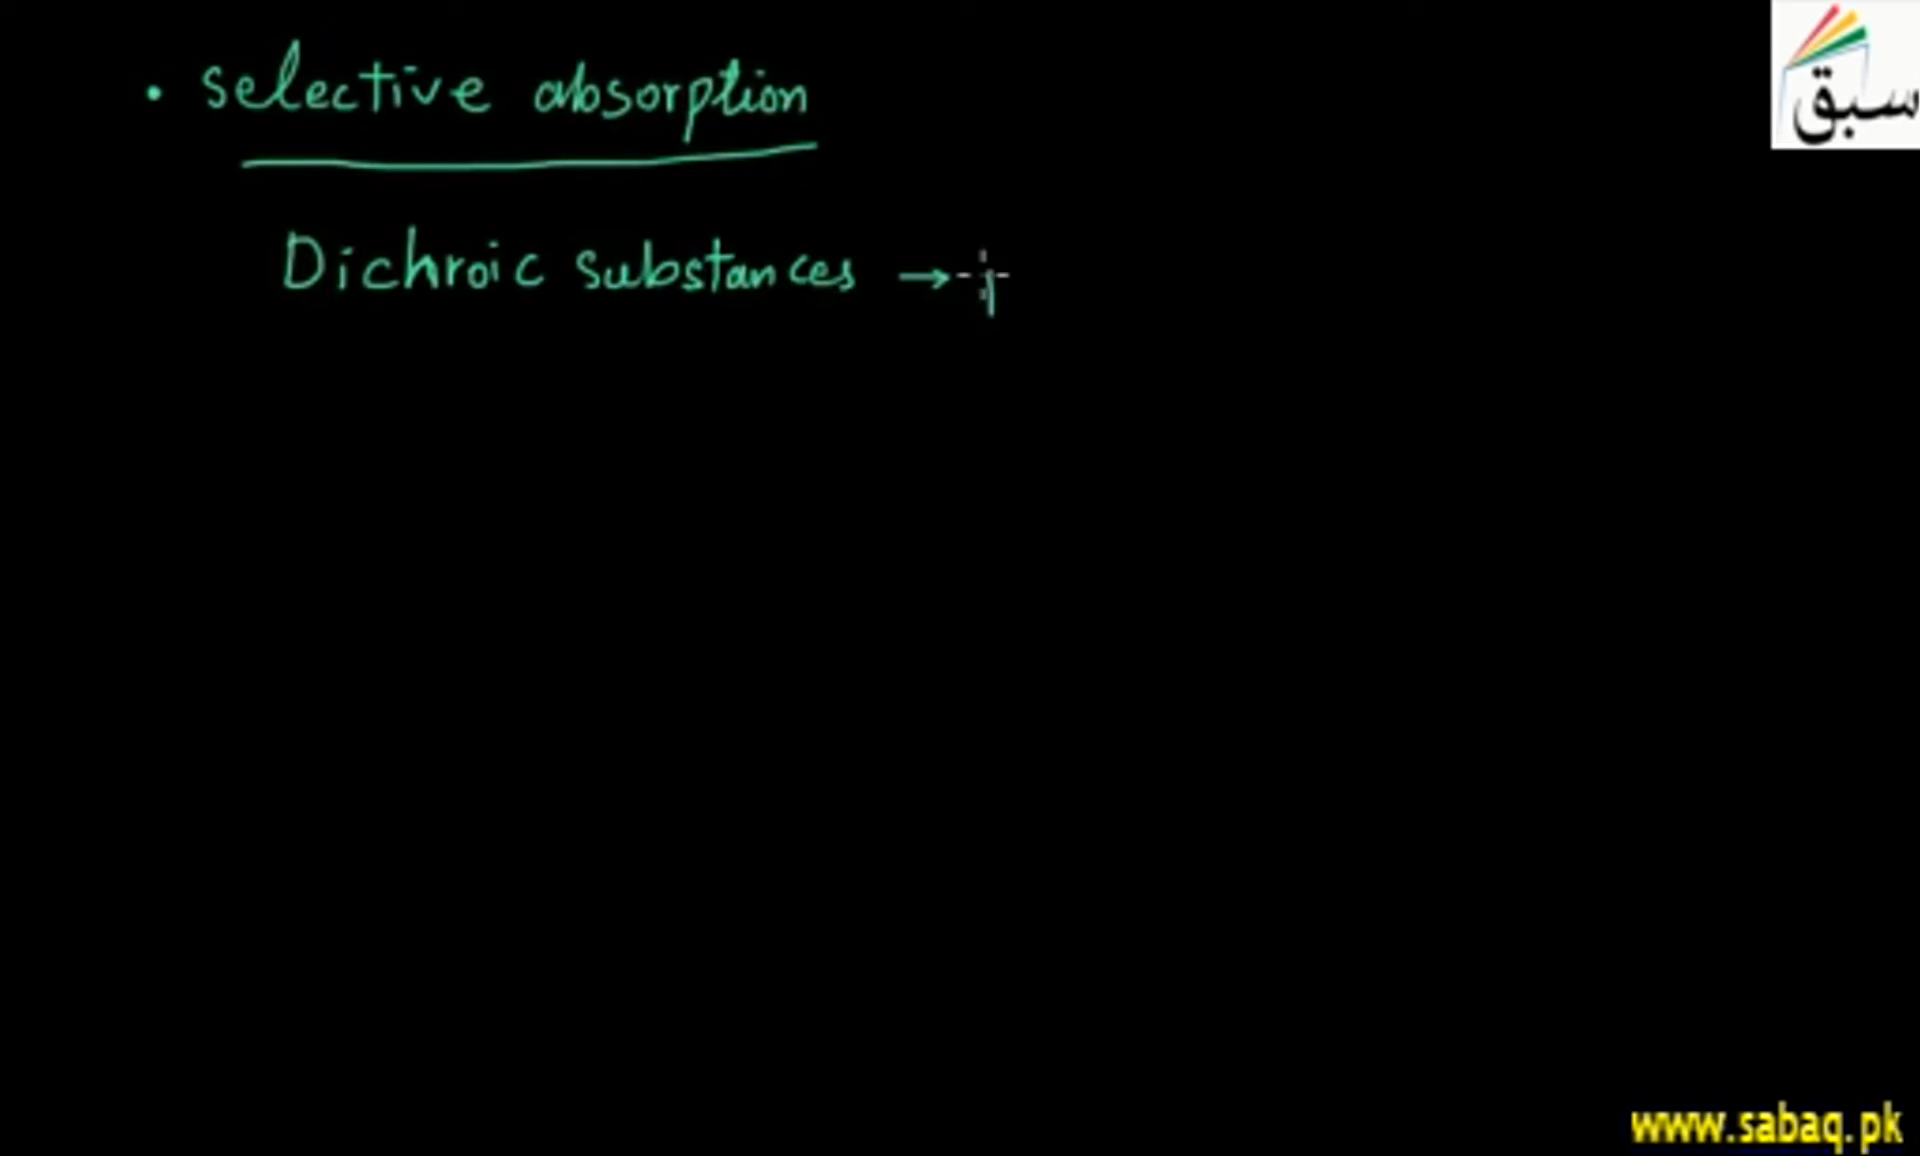 • selective absorption
سبق
Dichroic substances →
www.sabaq.pk